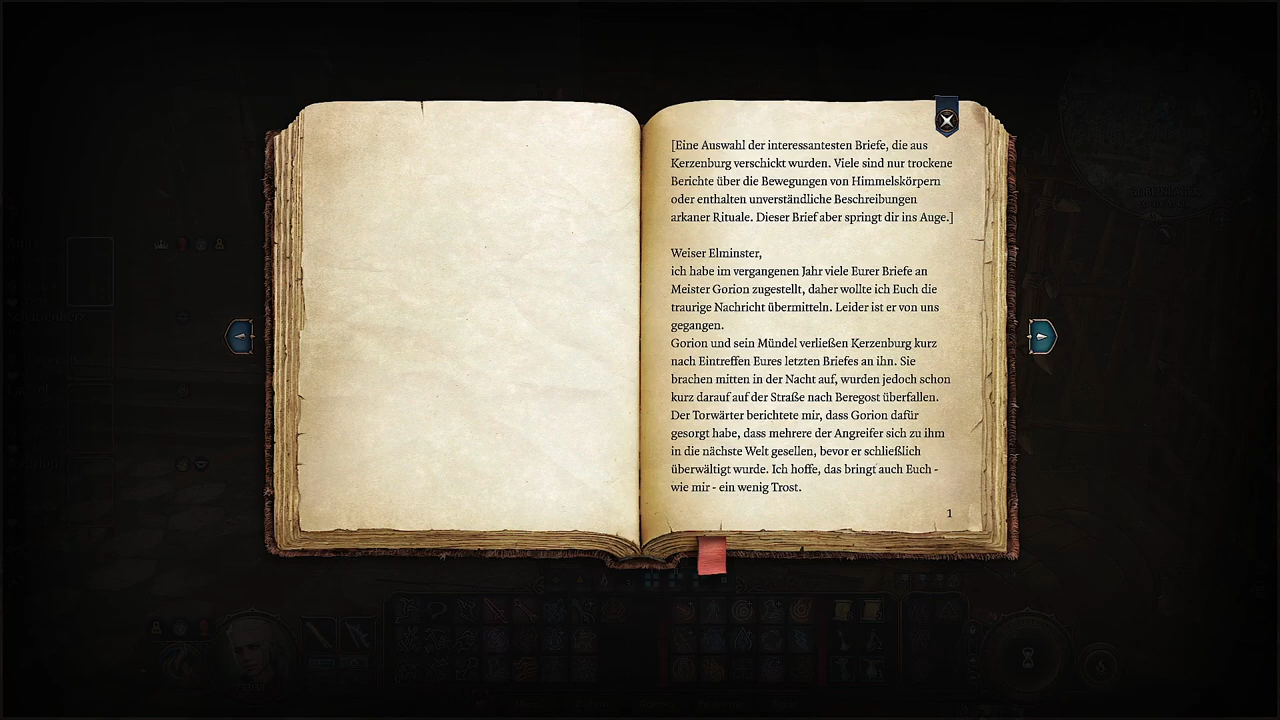 [Eine Auswahl der interessantesten Briefe, die aus
Kerzenburg verschickt wurden. Viele sind nur trockene
Berichte über die Bewegungen von Himmelskörpern
oder enthalten unverständliche Beschreibungen
arkaner Rituale. Dieser Brief aber springt dir ins Auge.]
Weiser Elminster,
ich habe im vergangenen Jahr viele Eurer Briefe an
Meister Gorion zugestellt, daher wollte ich Euch die
traurige Nachricht übermitteln. Leider ist er von uns
gegangen.
Gorion und sein Mündel verließen Kerzenburg kurz
nach Eintreffen Eures letzten Briefes an ihn. Sie
brachen mitten in der Nacht auf, wurden jedoch schon
kurz darauf auf der Straße nach Beregost überfallen.
Der Torwärter berichtete mir, dass Gorion dafür
gesorgt habe, dass mehrere der Angreifer sich zu ihm
in die nächste Welt gesellen, bevor er schließlich
überwältigt wurde. Ich hoffe, das bringt auch Euch -
wie mir - ein wenig Trost.
1